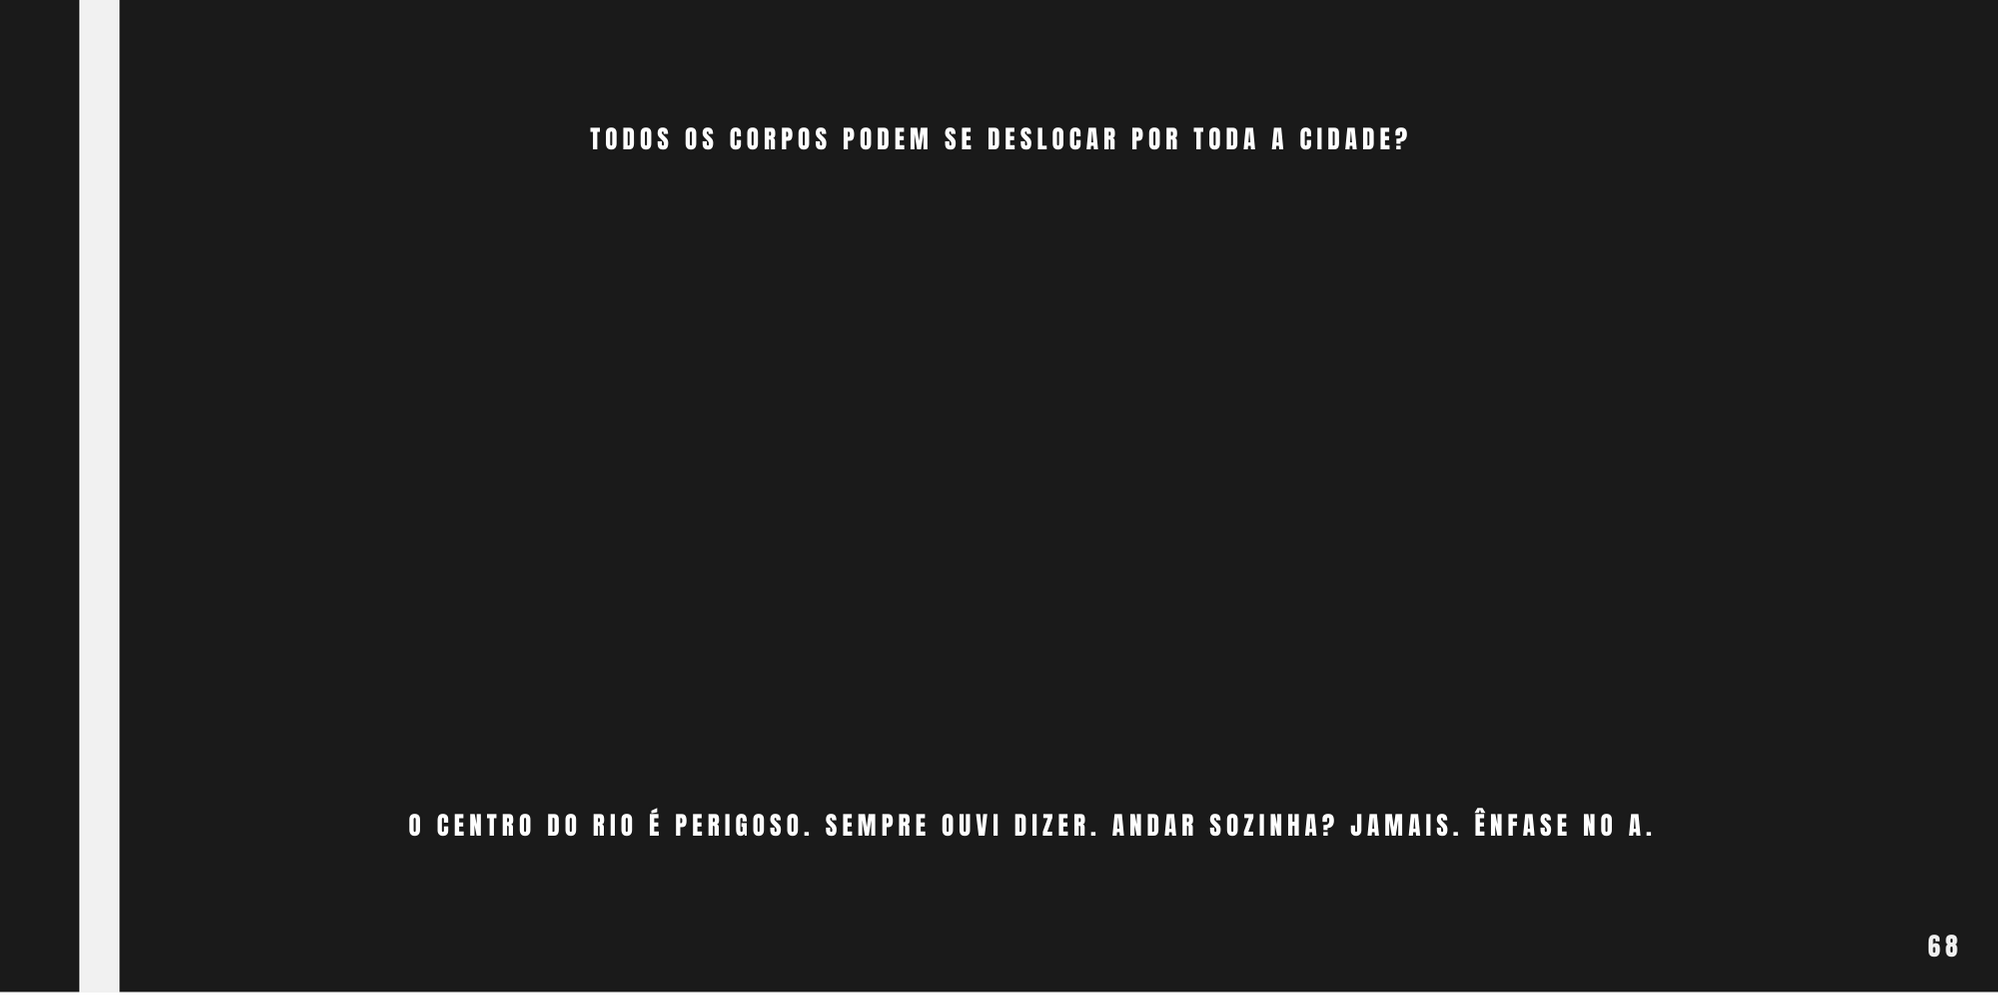 TODOS OS CORPOS PODEM SE DESLOCAR POR TODA A CIDADE?
O CENTRO DO RIO É PERIGOSO. SEMPRE OUVI DIZER. ANDAR SOZINHA? JAMAIS. ÊNFASE NO A.
68